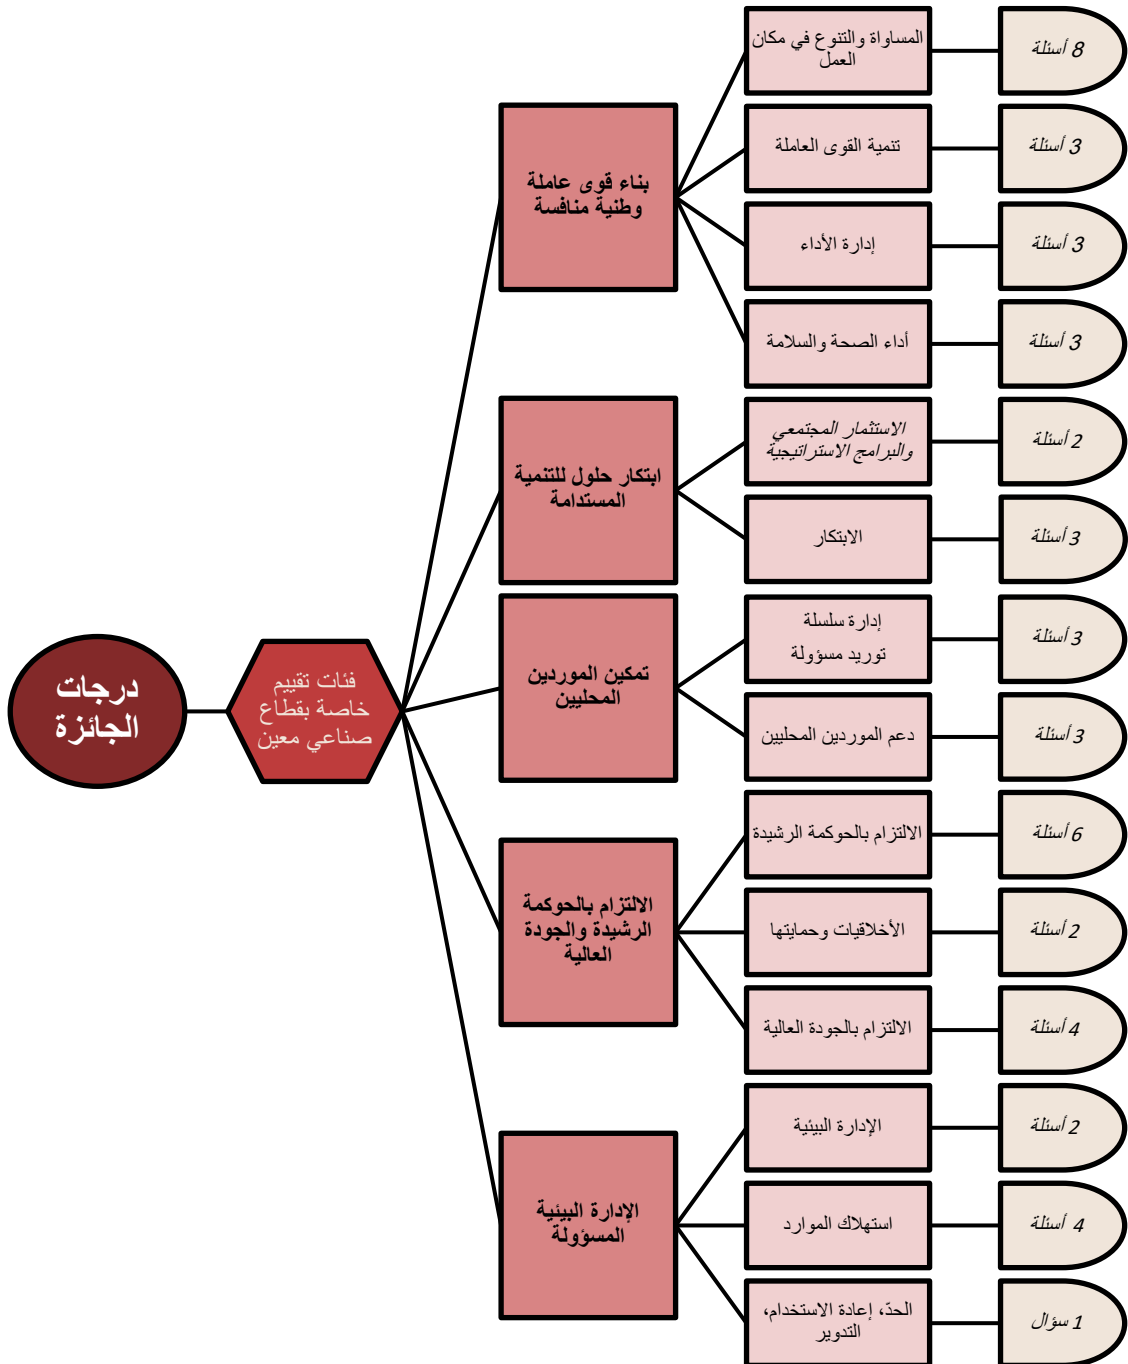 درجات
الجائزة
فئات تقييم
خاصة بقطاع
صناعي معين
بناء قوى عاملة
وطنية منافسة
المساواة والتنوع في مكان
العمل
8 أسئلة
تنمية القوى العاملة
3 أسئلة
إدارة الأداء
3 أسئلة
أداء الصحة والسلامة
3 أسئلة
ابتكار حلول للتنمية
المستدامة
الاستثمار المجتمعي
والبرامج الاستراتيجية
2 أسئلة
الابتكار
3 أسئلة
تمكين الموردين
المحليين
إدارة سلسلة
توريد مسؤولة
3 أسئلة
دعم الموردين المحليين
3 أسئلة
الالتزام بالحوكمة
الرشيدة والجودة
العالية
الالتزام بالحوكمة الرشيدة
6 أسئلة
الأخلاقيات وحمايتها
2 أسئلة
الالتزام بالجودة العالية
4 أسئلة
الإدارة البيئية
المسؤولة
الإدارة البيئية
2 أسئلة
استهلاك الموارد
4 أسئلة
الحدّ، إعادة الاستخدام،
التدوير
1 سؤال